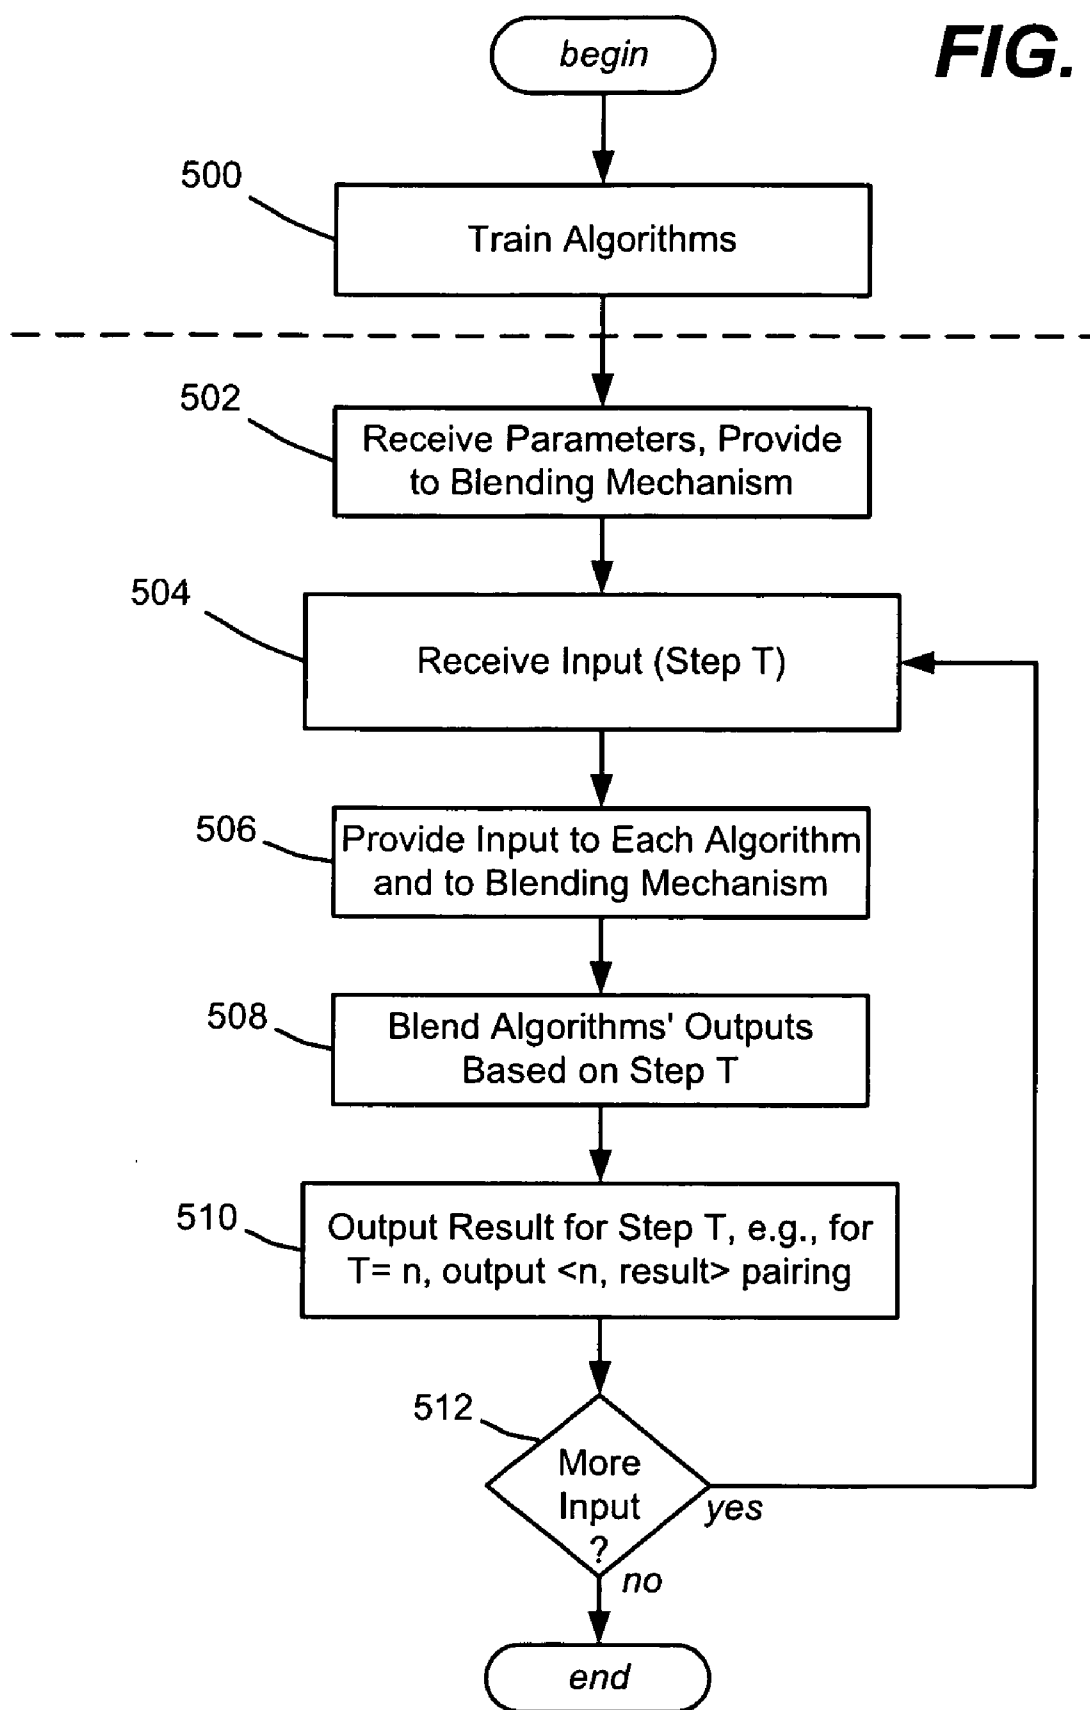 begin
FIG.
500
Train Algorithms
502
Receive Parameters, Provide
to Blending Mechanism
504
Receive Input (Step T)
506
Provide Input to Each Algorithm
and to Blending Mechanism
508
Blend Algorithms' Outputs
Based on Step T
510
Output Result for Step T, e.g., for
T= n, output <n, result> pairing
512
More
Input
?
yes
no
end